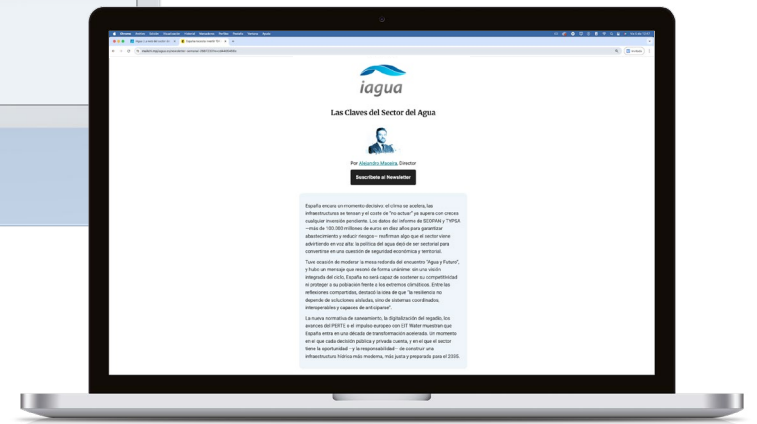 iagua
Las Claves del Sector del Agua
Por Alejandro Maceira, Director
Suscríbete al Newsletter
España encara un momento decisivo: el clima se acelera, las
infraestructuras se tensan y el coste de "no actuar" ya supera con creces
cualquier inversión pendiente. Los datos del informe de SEOPAN y TYPSA
—más de 100.000 millones de euros en diez años para garantizar
abastecimiento y reducir riesgos— reafirman algo que el sector viene
advirtiendo en voz alta: la política del agua dejó de ser sectorial para
convertirse en una cuestión de seguridad económica y territorial.
Tuve ocasión de moderar la mesa redonda del encuentro "Agua y Futuro",
y hubo un mensaje que resonó de forma unánime: sin una visión
integrada del ciclo, España no será capaz de sostener su competitividad
ni proteger a su población frente a los extremos climáticos. Entre las
reflexiones compartidas, destacó la idea de que "la resiliencia no
depende de soluciones aisladas, sino de sistemas coordinados,
interoperables y capaces de anticiparse".
La nueva normativa de saneamiento, la digitalización del regadío, los
avances del PERTE o el impulso europeo con EIT Water muestran que
España entra en una década de transformación acelerada. Un momento
en el que cada decisión pública y privada cuenta, y en el que el sector
tiene la oportunidad —y la responsabilidad— de construir una
infraestructura hídrica más moderna, más justa y preparada para el 2035.